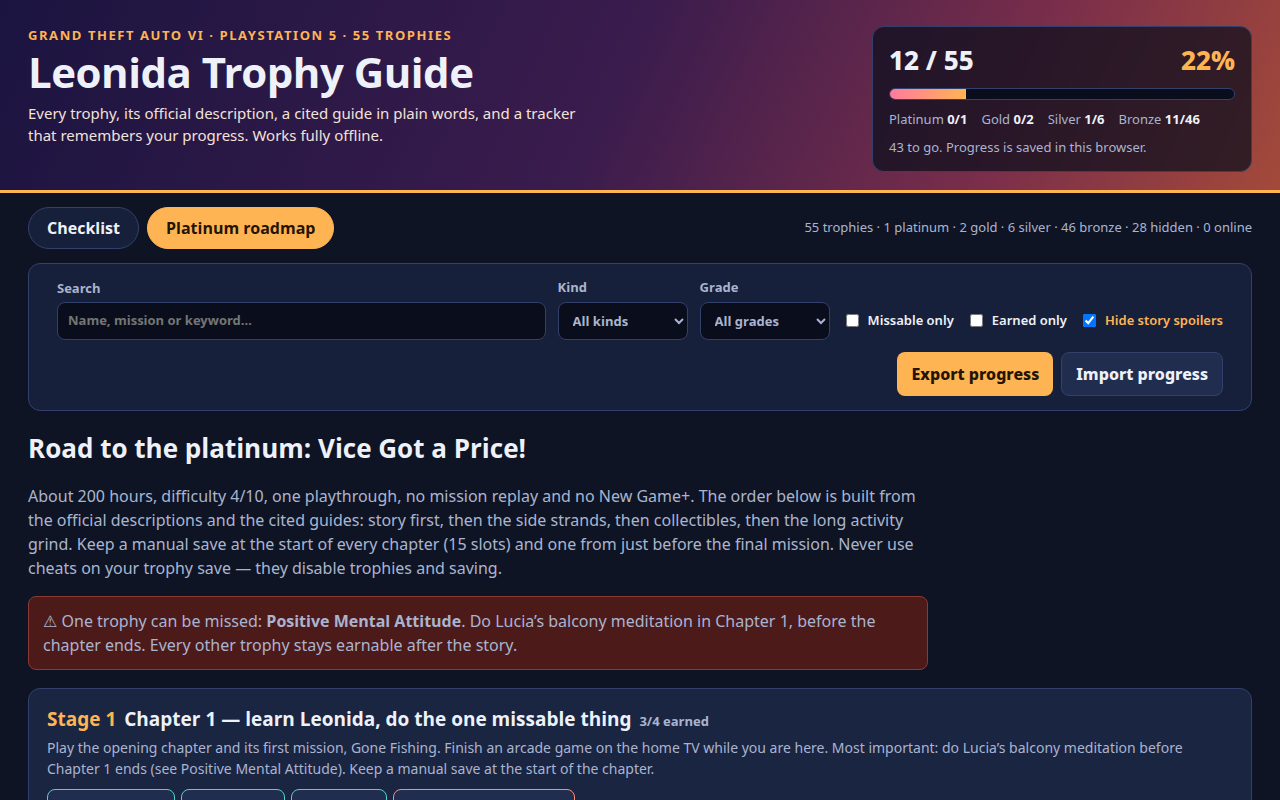 GRAND THEFT AUTO VI · PLAYSTATION 5 · 55 TROPHIES
Leonida Trophy Guide
Every trophy, its official description, a cited guide in plain words, and a tracker
that remembers your progress. Works fully offline.
12 / 55 22%
Platinum 0/1 Gold 0/2 Silver 1/6 Bronze 11/46
43 to go. Progress is saved in this browser.
Checklist Platinum roadmap 55 trophies · 1 platinum · 2 gold · 6 silver · 46 bronze · 28 hidden · 0 online
Search Kind Grade
Name, mission or keyword… All kinds All grades Missable only Earned only Hide story spoilers
Export progress Import progress
Road to the platinum: Vice Got a Price!
About 200 hours, difficulty 4/10, one playthrough, no mission replay and no New Game+. The order below is built from
the official descriptions and the cited guides: story first, then the side strands, then collectibles, then the long activity
grind. Keep a manual save at the start of every chapter (15 slots) and one from just before the final mission. Never use
cheats on your trophy save — they disable trophies and saving.
⚠ One trophy can be missed: Positive Mental Attitude. Do Lucia’s balcony meditation in Chapter 1, before the
chapter ends. Every other trophy stays earnable after the story.
Stage 1 Chapter 1 — learn Leonida, do the one missable thing 3/4 earned
Play the opening chapter and its first mission, Gone Fishing. Finish an arcade game on the home TV while you are here. Most important: do Lucia’s balcony meditation before
Chapter 1 ends (see Positive Mental Attitude). Keep a manual save at the start of the chapter.